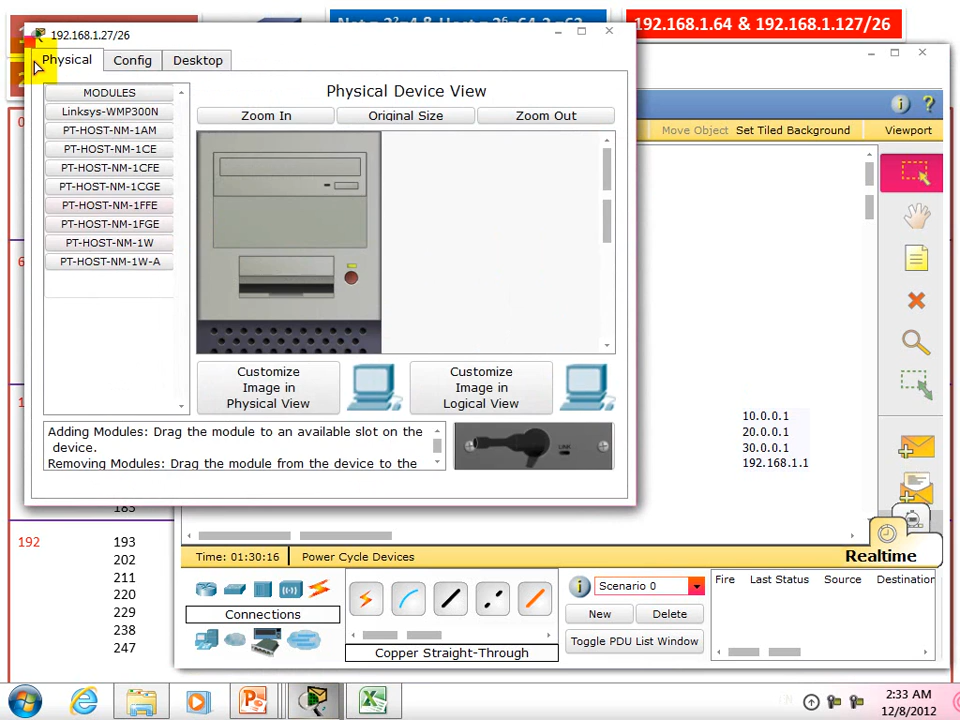 192.168.1.64 & 192.168.1.127/26
192.168.1.27/26
Physical
Config
Desktop
MODULES
Linksys-WMP300N
PT-HOST-NM-1AM
PT-HOST-NM-1CE
PT-HOST-NM-1CFE
PT-HOST-NM-1CGE
PT-HOST-NM-1FFE
PT-HOST-NM-1FGE
PT-HOST-NM-1W
PT-HOST-NM-1W-A
Physical Device View
Zoom In
Original Size
Zoom Out
Customize
Image in
Physical View
Customize
Image in
Logical View
Adding Modules: Drag the module to an available slot on the
device.
Removing Modules: Drag the module from the device to the
LINK
Move Object
Set Tiled Background
Viewport
10.0.0.1
20.0.0.1
30.0.0.1
192.168.1.1
192
193
202
211
220
229
238
247
Time: 01:30:16
Power Cycle Devices
Realtime
Connections
Copper Straight-Through
Scenario 0
New
Delete
Toggle PDU List Window
Fire
Last Status
Source
Destination
2:33 AM
12/8/2012